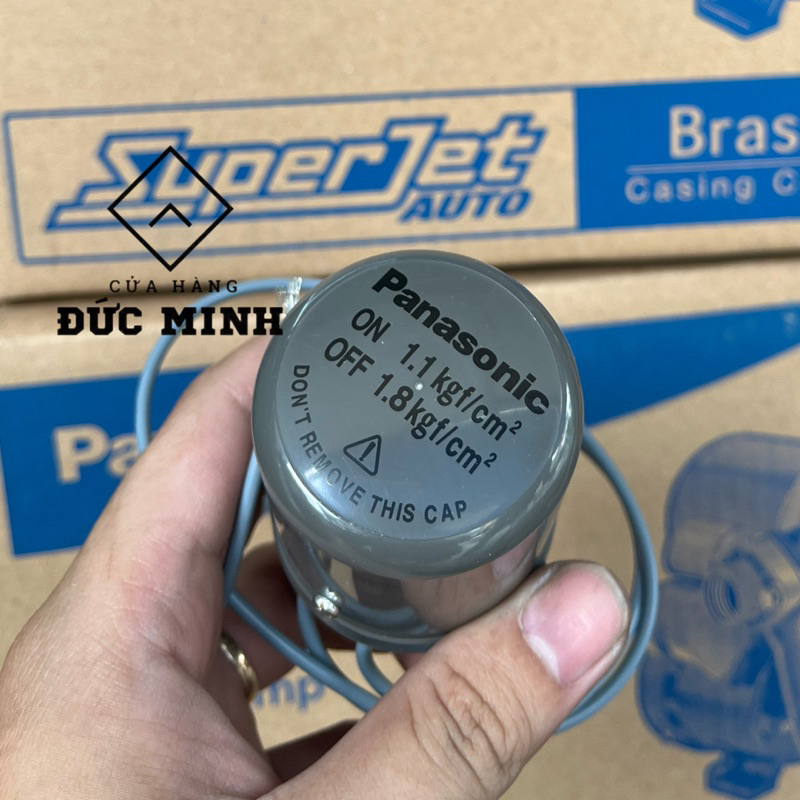 SuperJet
AUTO
Bras
Casing C
CỬA HÀNG
ĐỨC MINH
Panasonic
ON 1.1kgf/cm²
OFF 1.8kgf/cm²
DON'T REMOVE THIS CAP
Pa
mp